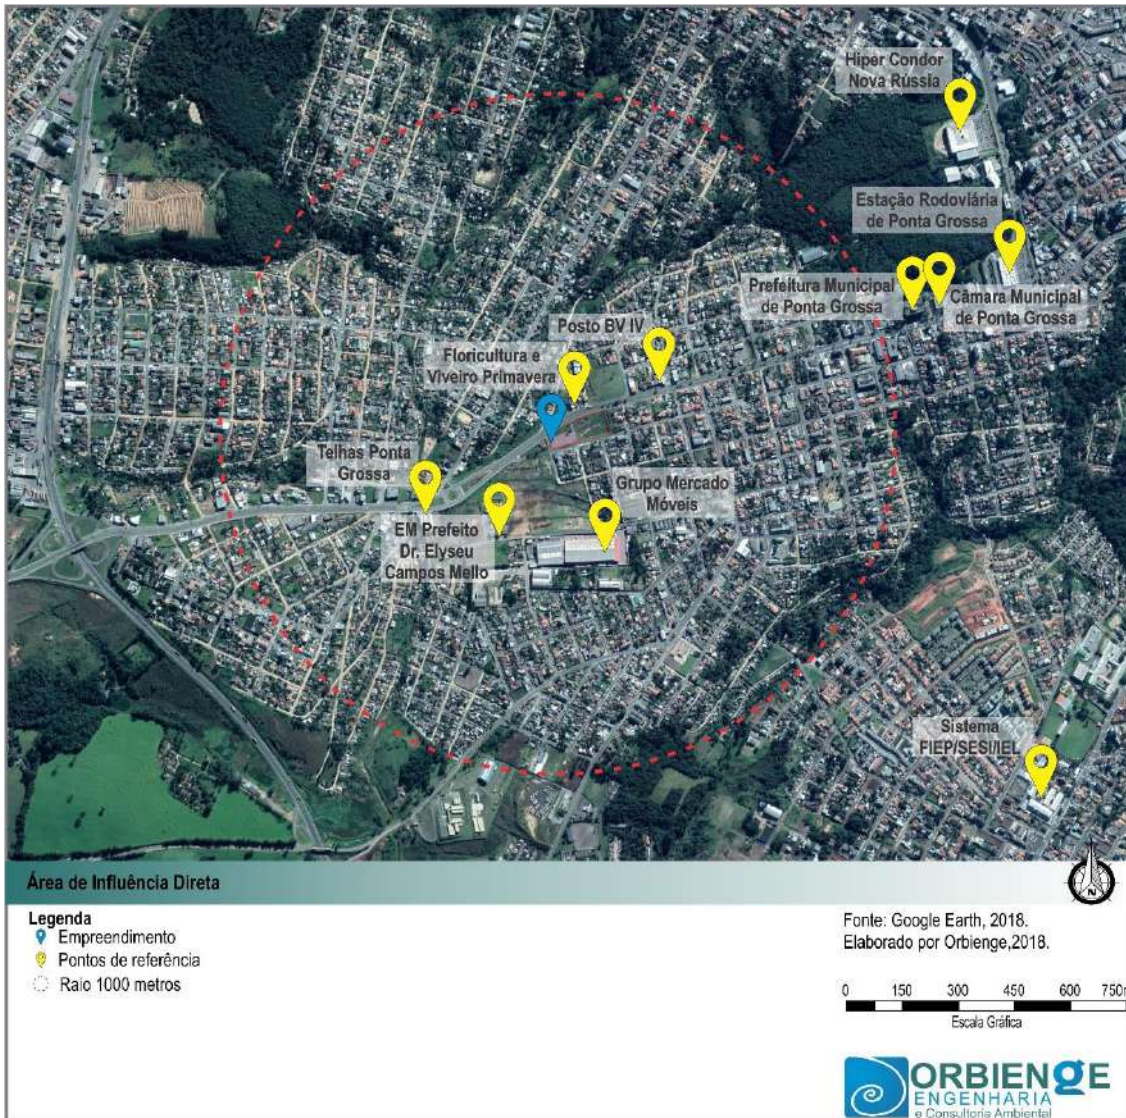 Hiper Condor
Nova Rússia
Estação Rodoviária
de Ponta Grossa
Prefeitura Municipal
de Ponta Grossa
Câmara Municipal
de Ponta Grossa
Posto BV IV
Floricultura e
Viveiro Primavera
Telhas Ponta
Grossa
Grupo Mercado
Móveis
EM Prefeito
Dr. Elyseu
Campos Mello
Sistema
FIEP/SESI/IEL
Área de Influência Direta
N
Legenda
Empreendimento
Pontos de referência
Raio 1000 metros
Fonte: Google Earth, 2018.
Elaborado por Orbienge,2018.
0 150 300 450 600 750m
Escala Gráfica
ORBIENGE
ENGENHARIA
e Consultoria Ambiental